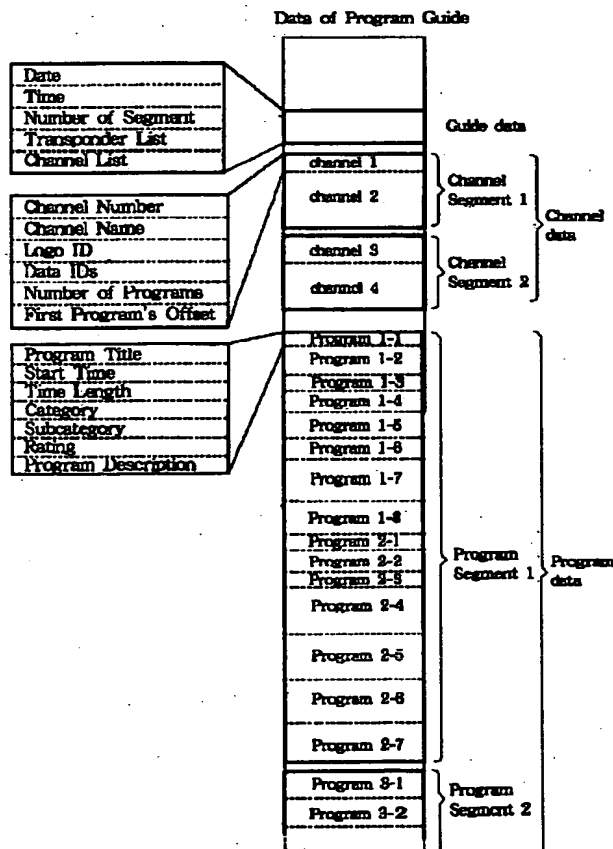 Data of Program Guide
Date
Time
Number of Segment
Transponder List
Channel List
Guide data
channel 1
channel 2
Channel
Segment 1
Channel
data
Channel Number
Channel Name
Logo ID
Data IDs
Number of Programs
First Program's Offset
channel 3
channel 4
Channel
Segment 2
Program Title
Start Time
Time Length
Category
Subcategory
Rating
Program Description
Program 1-1
Program 1-2
Program 1-3
Program 1-4
Program 1-5
Program 1-6
Program 1-7
Program 1-8
Program 2-1
Program 2-2
Program 2-3
Program 2-4
Program 2-5
Program 2-6
Program 2-7
Program
Segment 1
Program
data
Program 3-1
Program 3-2
Program
Segment 2